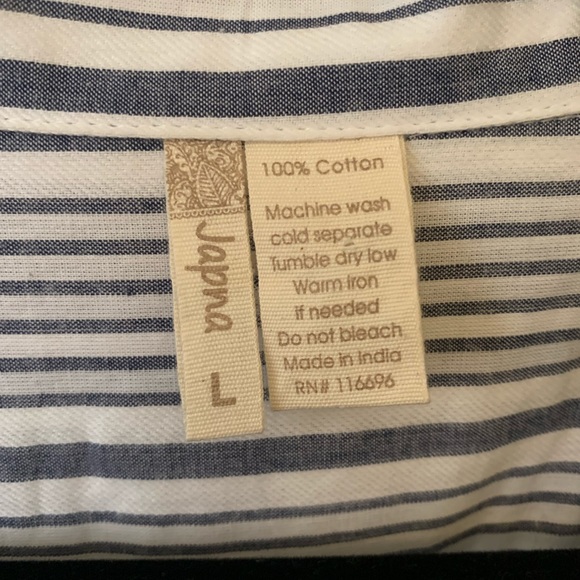 Japna
L
100% Cotton
Machine wash
cold separate
Tumble dry low
Warm iron
if needed
Do not bleach
Made in India
RN# 116696